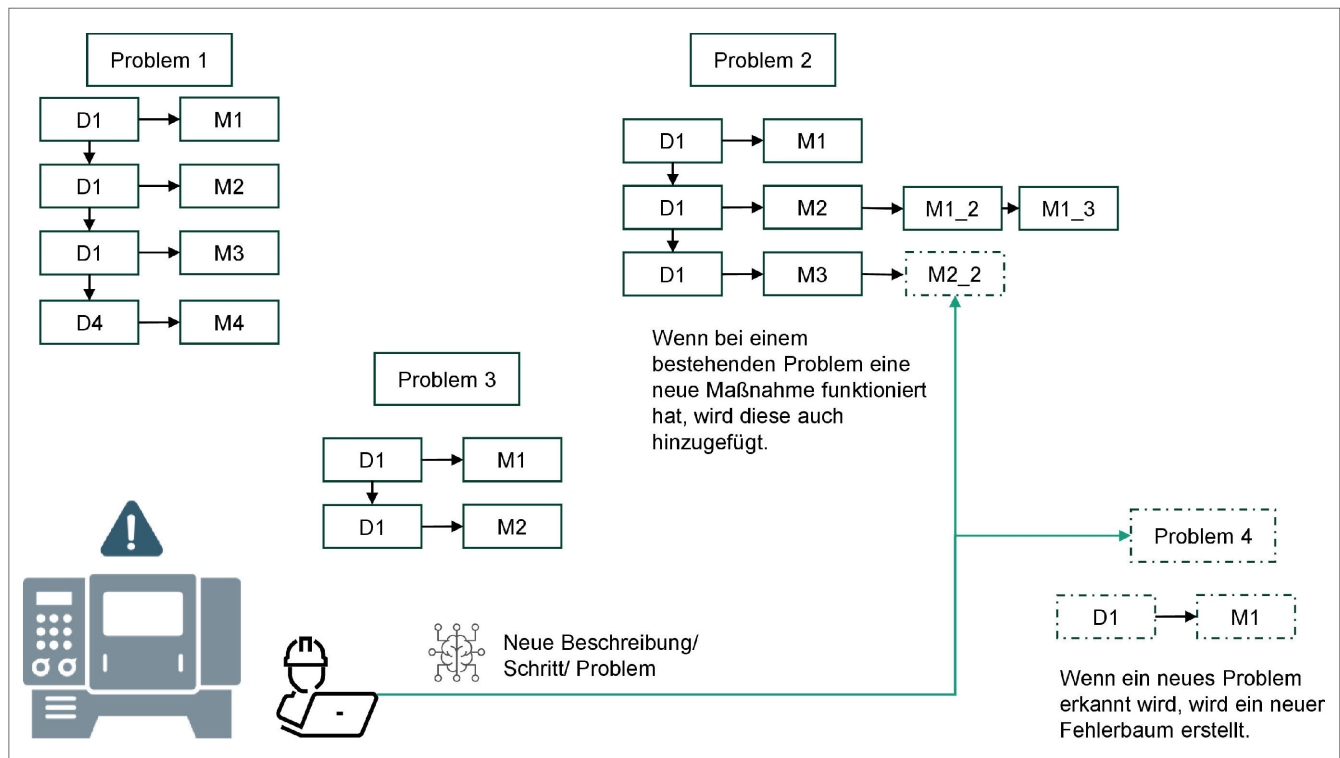 Problem 1
D1
M1
D1
M2
D1
M3
D4
M4
Problem 2
D1
M1
D1
M2
M1_2
M1_3
D1
M3
M2_2
Wenn bei einem
bestehenden Problem eine
neue Maßnahme funktioniert
hat, wird diese auch
hinzugefügt.
Problem 3
D1
M1
D1
M2
Neue Beschreibung/
Schritt/ Problem
Problem 4
D1
M1
Wenn ein neues Problem
erkannt wird, wird ein neuer
Fehlerbaum erstellt.